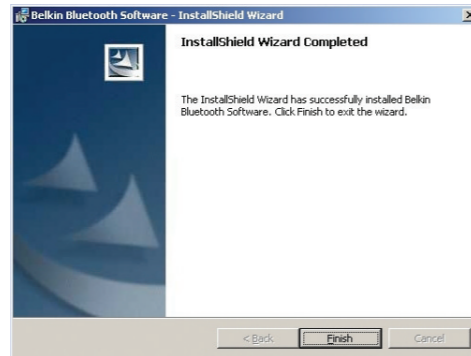 Belkin Bluetooth Software - InstallShield Wizard
InstallShield Wizard Completed
The InstallShield Wizard has successfully installed Belkin
Bluetooth Software. Click Finish to exit the wizard.
< Back Finish Cancel